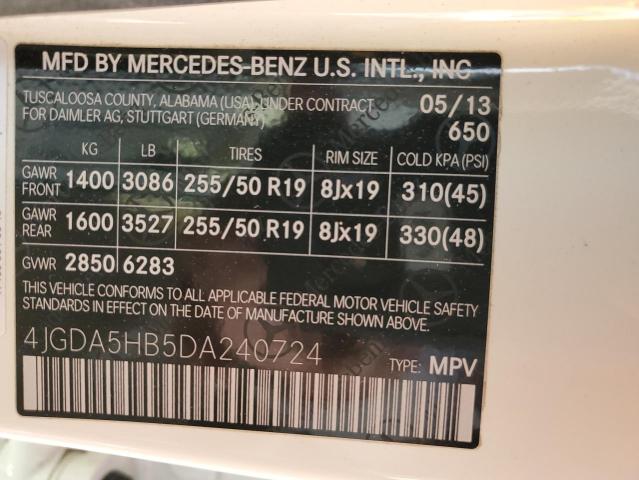 MFD BY MERCEDES-BENZ U.S. INTL., INC
TUSCALOOSA COUNTY, ALABAMA (USA) UNDER CONTRACT 05/13
FOR DAIMLER AG, STUTTGART (GERMANY) 650
KG LB TIRES RIM SIZE COLD KPA (PSI)
GAWR FRONT 1400 3086 255/50 R19 8Jx19 310(45)
GAWR REAR 1600 3527 255/50 R19 8Jx19 330(48)
GVWR 2850 6283
THIS VEHICLE CONFORMS TO ALL APPLICABLE FEDERAL MOTOR VEHICLE SAFETY
STANDARDS IN EFFECT ON THE DATE OF MANUFACTURE SHOWN ABOVE.
4JGDA5HB5DA240724
TYPE: MPV